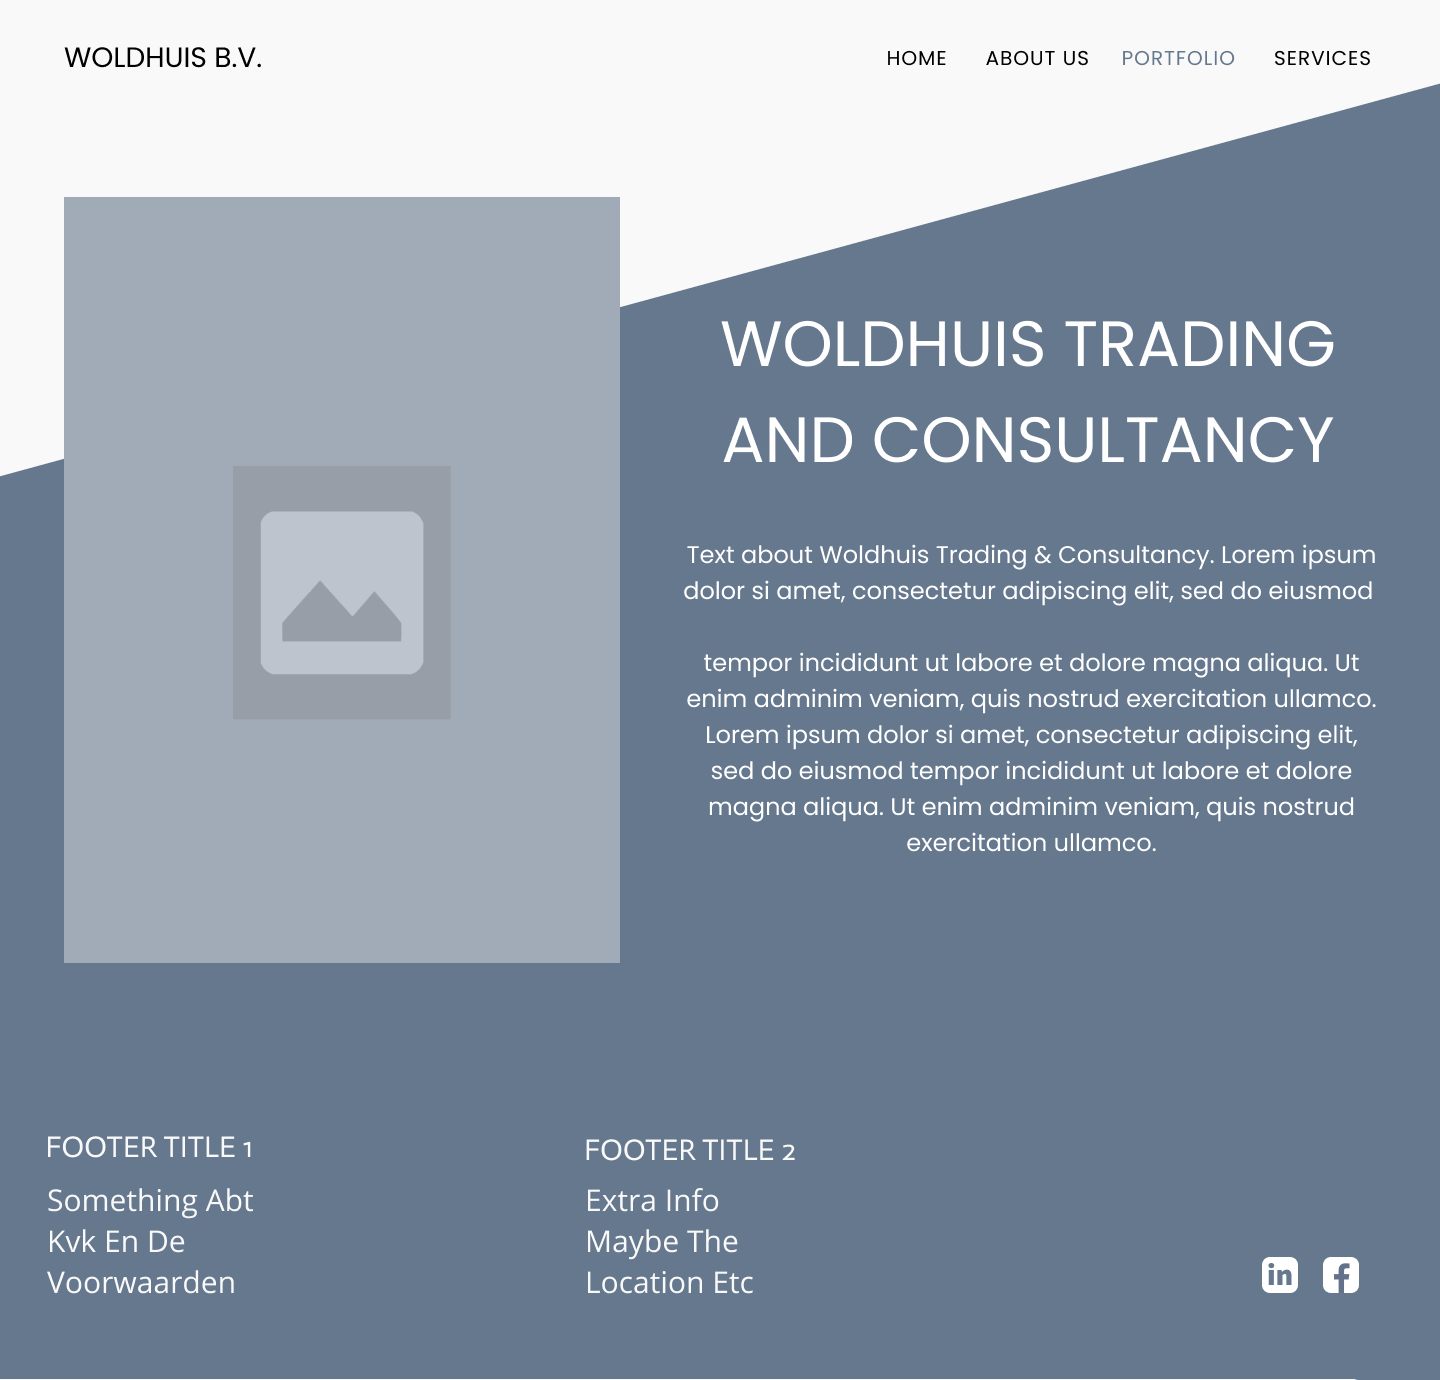 WOLDHUIS B.V.
HOME ABOUT US PORTFOLIO SERVICES
WOLDHUIS TRADING
AND CONSULTANCY
Text about Woldhuis Trading & Consultancy. Lorem ipsum
dolor si amet, consectetur adipiscing elit, sed do eiusmod
tempor incididunt ut labore et dolore magna aliqua. Ut
enim adminim veniam, quis nostrud exercitation ullamco.
Lorem ipsum dolor si amet, consectetur adipiscing elit,
sed do eiusmod tempor incididunt ut labore et dolore
magna aliqua. Ut enim adminim veniam, quis nostrud
exercitation ullamco.
FOOTER TITLE 1
Something Abt
Kvk En De
Voorwaarden
FOOTER TITLE 2
Extra Info
Maybe The
Location Etc
in f